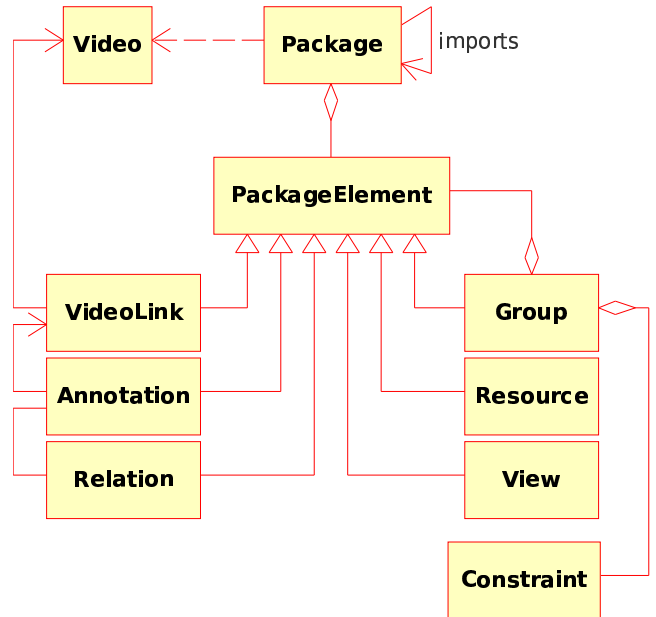 Video
Package
imports
PackageElement
VideoLink
Group
Annotation
Resource
Relation
View
Constraint